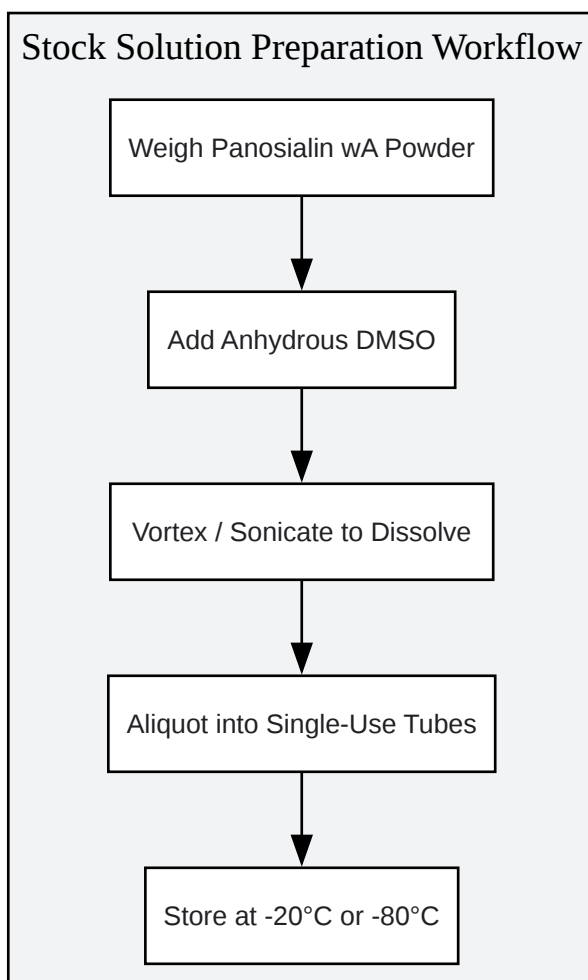 Stock Solution Preparation Workflow
Weigh Panosialin wA Powder
Add Anhydrous DMSO
Vortex / Sonicate to Dissolve
Aliquot into Single-Use Tubes
Store at -20°C or -80°C